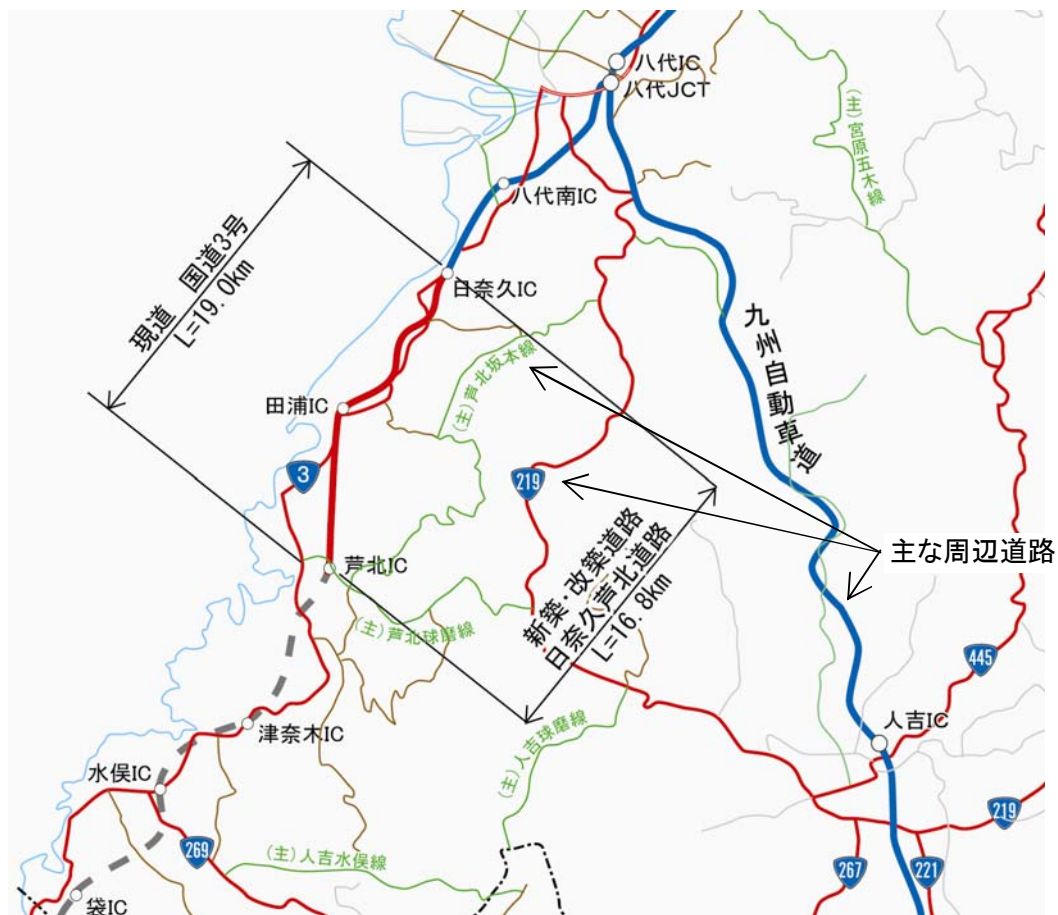 八代IC
八代JCT
(主)宮原五木線
八代南IC
現道 国道3号
L=19.0km
日奈久IC
九州自動車道
(主)芦北坂本線
田浦IC
3
219
主な周辺道路
芦北IC
新築・改築道路
日奈久芦北道路
L=16.8km
(主)芦北球磨線
445
人吉IC
津奈木IC
(主)人吉球磨線
水俣IC
219
269
(主)人吉水俣線
267
221
袋IC